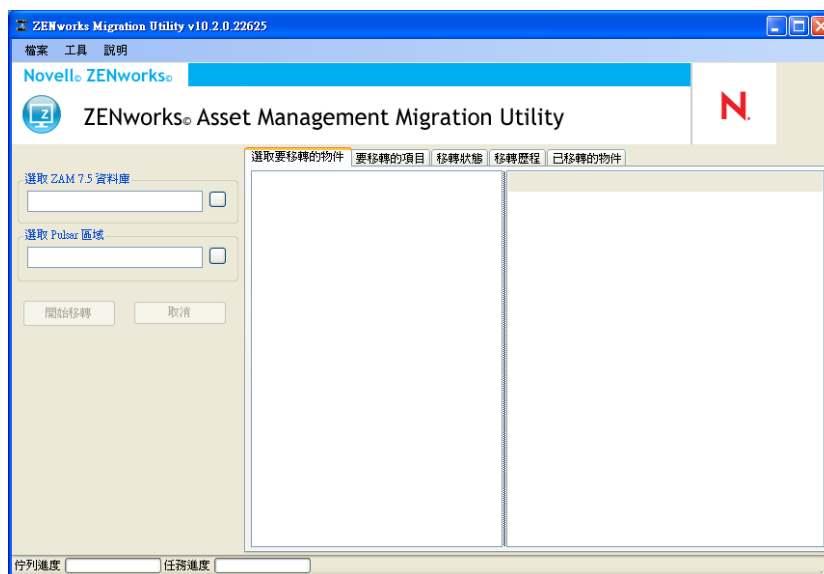 ZENworks Migration Utility v10.2.0.22625
檔案 工具 說明
Novell® ZENworks®
ZENworks® Asset Management Migration Utility
N.
選取要移轉的物件 要移轉的項目 移轉狀態 移轉歷程 已移轉的物件
選取 ZAM 7.5 資料庫
選取 Pulsar 區域
開始移轉 取消
佇列進度 任務進度